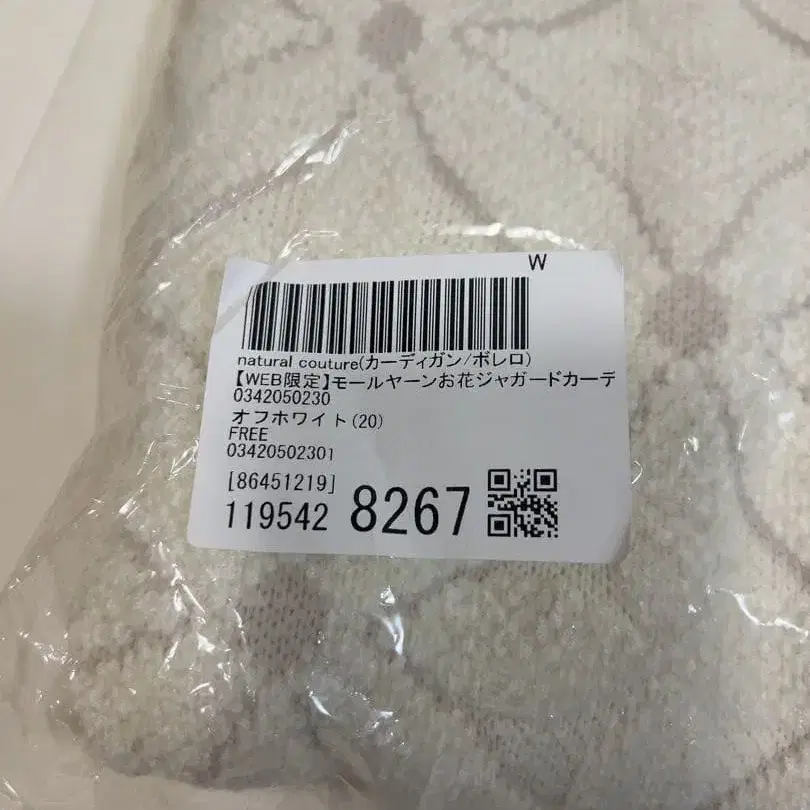 W
natural couture(カーディガン/ボレロ)
【WEB限定】モールヤーンお花ジャガードカーデ
0342050230
オフホワイト(20)
FREE
03420502301
[86451219]
119542 8267